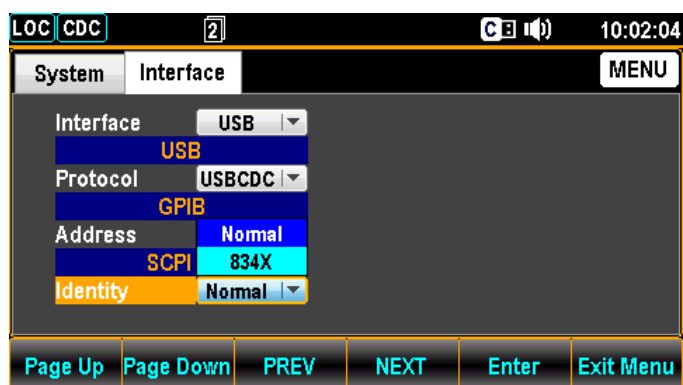 LOC CDC 2 C 10:02:04
System Interface MENU
Interface USB
USB
Protocol USBCDC
GPIB
Address Normal
SCPI 834X
Identity Normal
Page Up Page Down PREV NEXT Enter Exit Menu